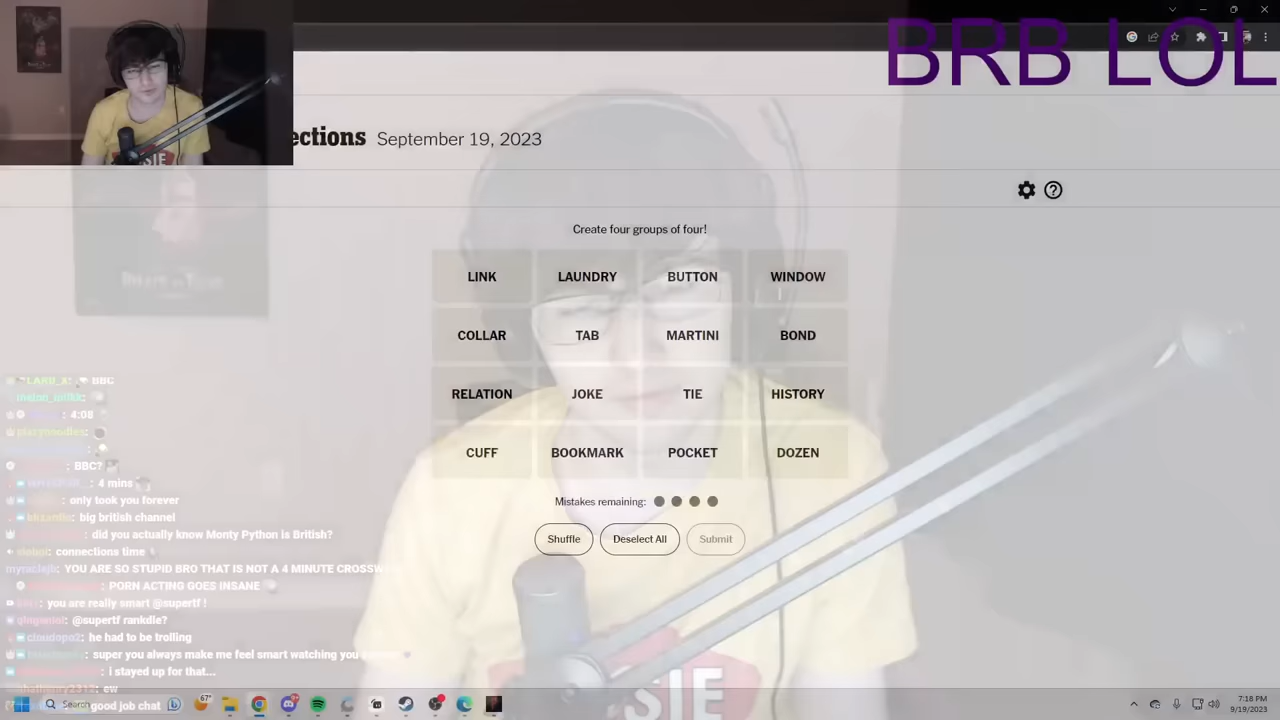 BRB LOL
ections September 19, 2023
Create four groups of four!
LINK LAUNDRY BUTTON WINDOW
COLLAR TAB MARTINI BOND
RELATION JOKE TIE HISTORY
CUFF BOOKMARK POCKET DOZEN
Mistakes remaining:
Shuffle Deselect All Submit
BBC
: 4:08
: BBC?
: 4 mins
: only took you forever
: big british channel
: did you actually know Monty Python is British?
: connections time
: YOU ARE SO STUPID BRO THAT IS NOT A 4 MINUTE
: PORN ACTING GOES INSANE
: you are really smart @supertf !
: @supertf rankdle?
cloudopo2: he had to be trolling
: super you always make me feel smart watching you
: i stayed up for that...
: ew
good job chat
SIE
SIE
Search
67°
7:18 PM
9/19/2023